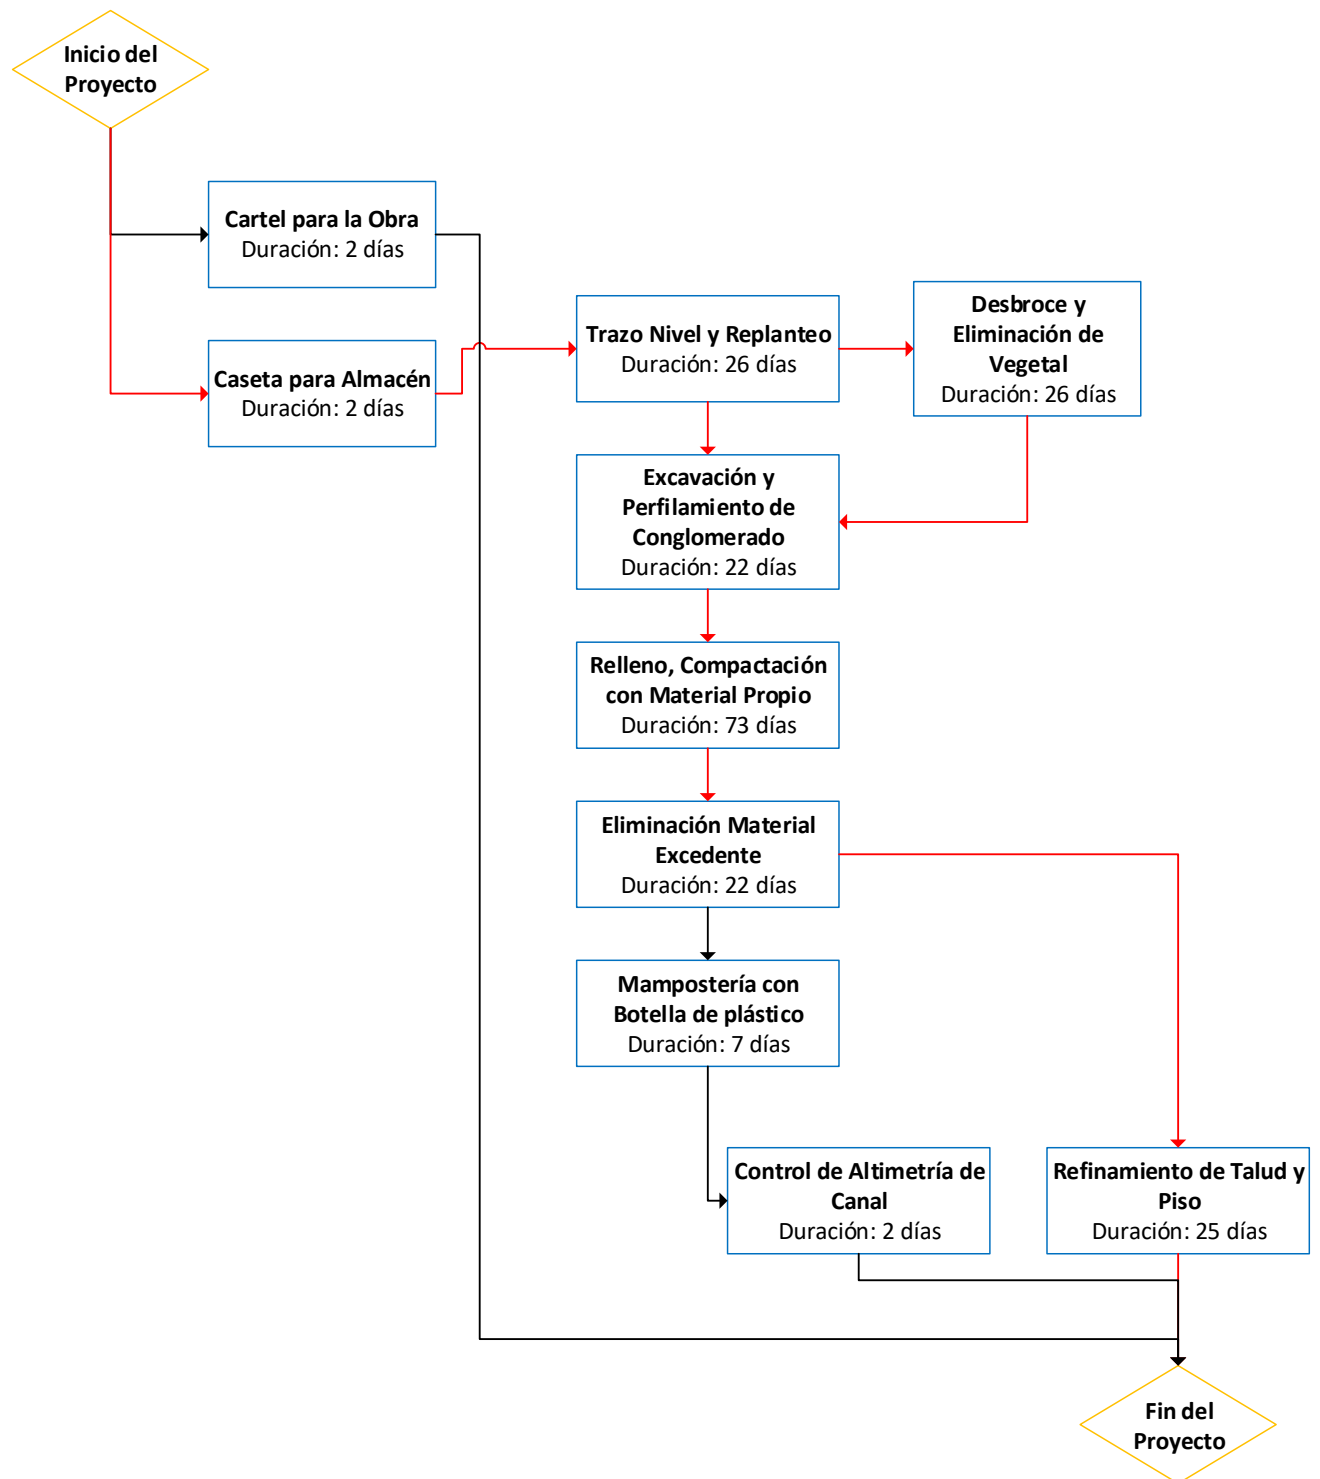 Inicio del
Proyecto
Cartel para la Obra
Duración: 2 días
Caseta para Almacén
Duración: 2 días
Trazo Nivel y Replanteo
Duración: 26 días
Desbroce y
Eliminación de
Vegetal
Duración: 26 días
Excavación y
Perfilamiento de
Conglomerado
Duración: 22 días
Relleno, Compactación
con Material Propio
Duración: 73 días
Eliminación Material
Excedente
Duración: 22 días
Mampostería con
Botella de plástico
Duración: 7 días
Control de Altimetría de
Canal
Duración: 2 días
Refinamiento de Talud y
Piso
Duración: 25 días
Fin del
Proyecto